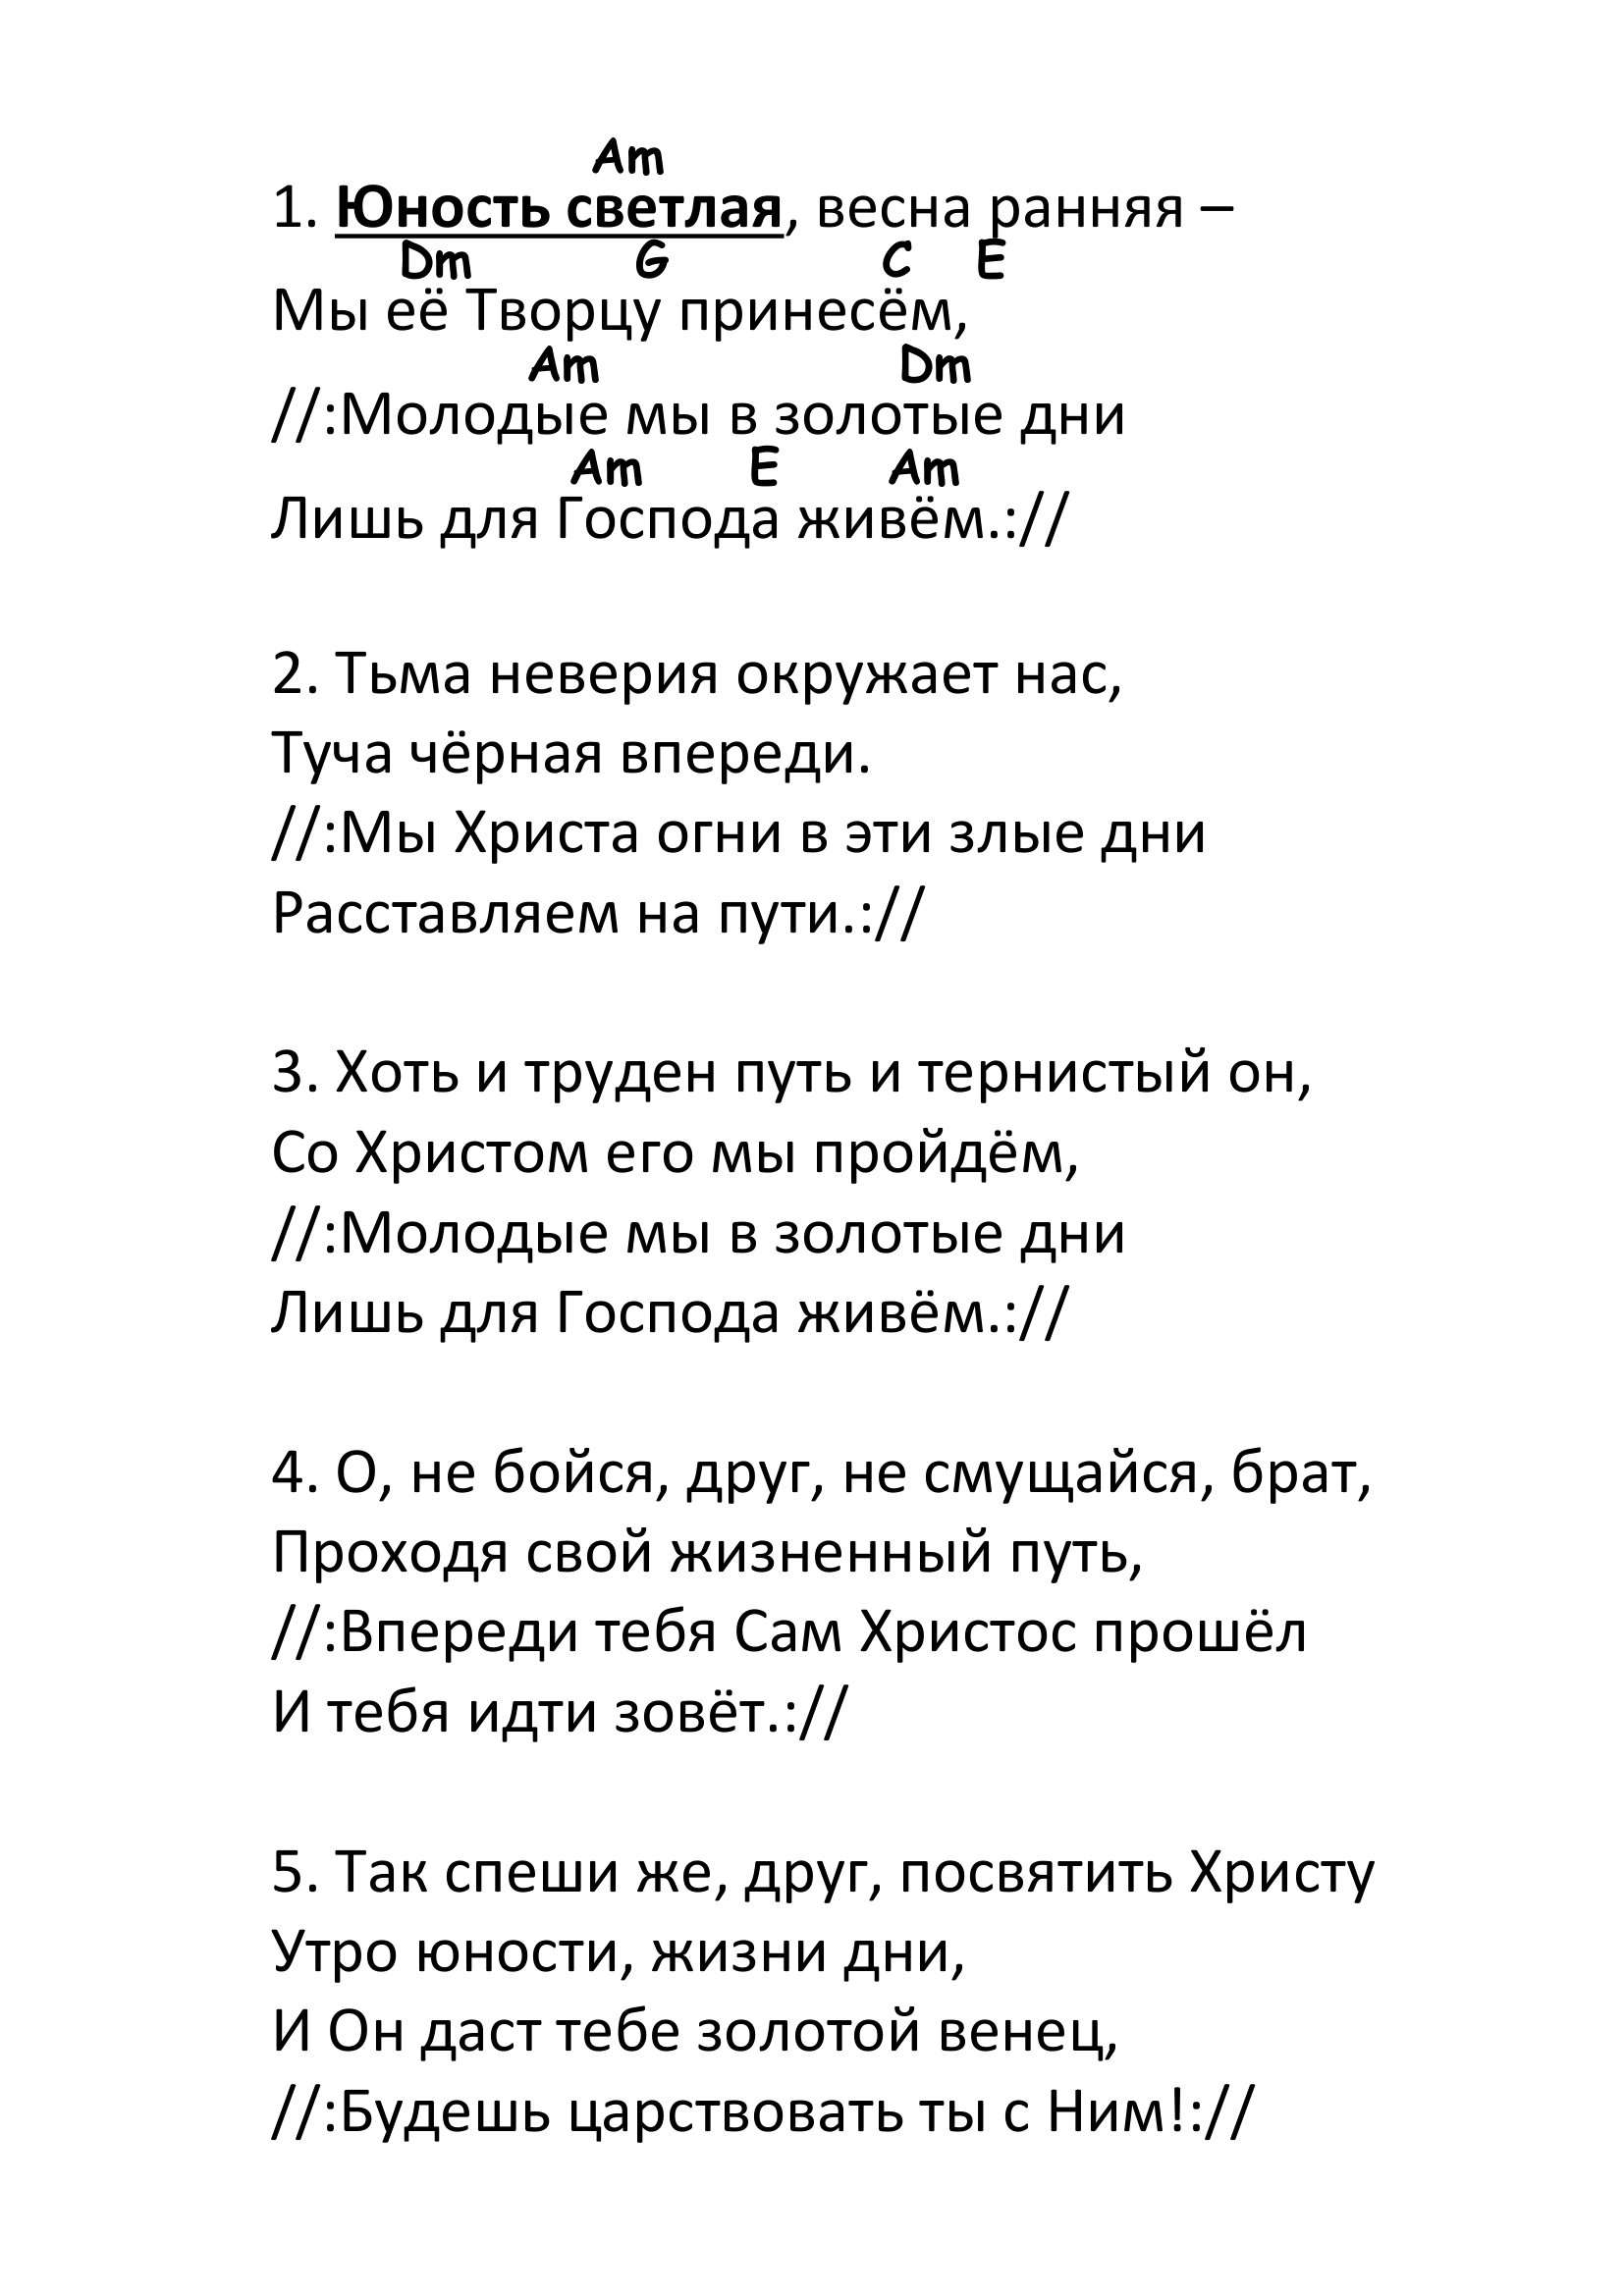 Am
1. Юность светлая, весна ранняя –
Dm G C E
Мы её Творцу принесём,
Am Dm
//:Молодые мы в золотые дни
Am E Am
Лишь для Господа живём.://
2. Тьма неверия окружает нас,
Туча чёрная впереди.
//:Мы Христа огни в эти злые дни
Расставляем на пути.://
3. Хоть и труден путь и тернистый он,
Со Христом его мы пройдём,
//:Молодые мы в золотые дни
Лишь для Господа живём.://
4. О, не бойся, друг, не смущайся, брат,
Проходя свой жизненный путь,
//:Впереди тебя Сам Христос прошёл
И тебя идти зовёт.://
5. Так спеши же, друг, посвятить Христу
Утро юности, жизни дни,
И Он даст тебе золотой венец,
//:Будешь царствовать ты с Ним!://